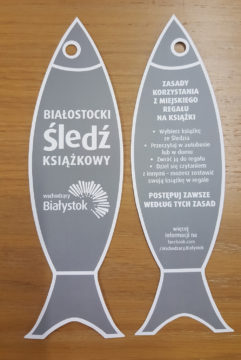 BIAŁOSTOCKI
śledź
KSIĄŻKOWY
wschodzący
Białystok
ZASADY
KORZYSTANIA
Z MIEJSKIEGO
REGAŁU
NA KSIĄŻKI
• Wybierz książkę
ze Śledzia
• Przeczytaj w autobusie
lub w domu
• Zwróć ją do regału
• Dziel się czytaniem
z innymi - możesz zostawić
swoją książkę w regale
POSTĘPUJ ZAWSZE
WEDŁUG TYCH ZASAD
więcej
informacji na
facebook.com
/WschodzacyBialystok